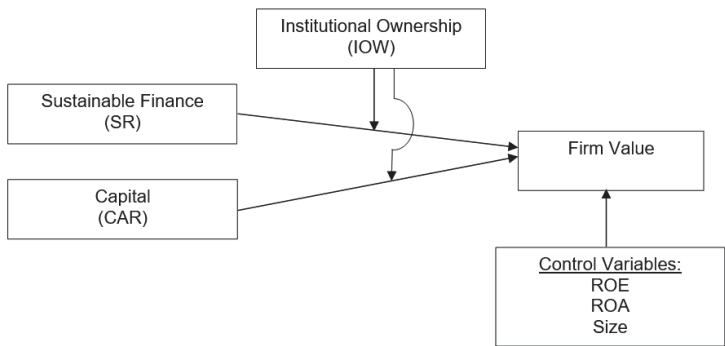 Institutional Ownership
(IOW)
Sustainable Finance
(SR)
Firm Value
Capital
(CAR)
Control Variables:
ROE
ROA
Size